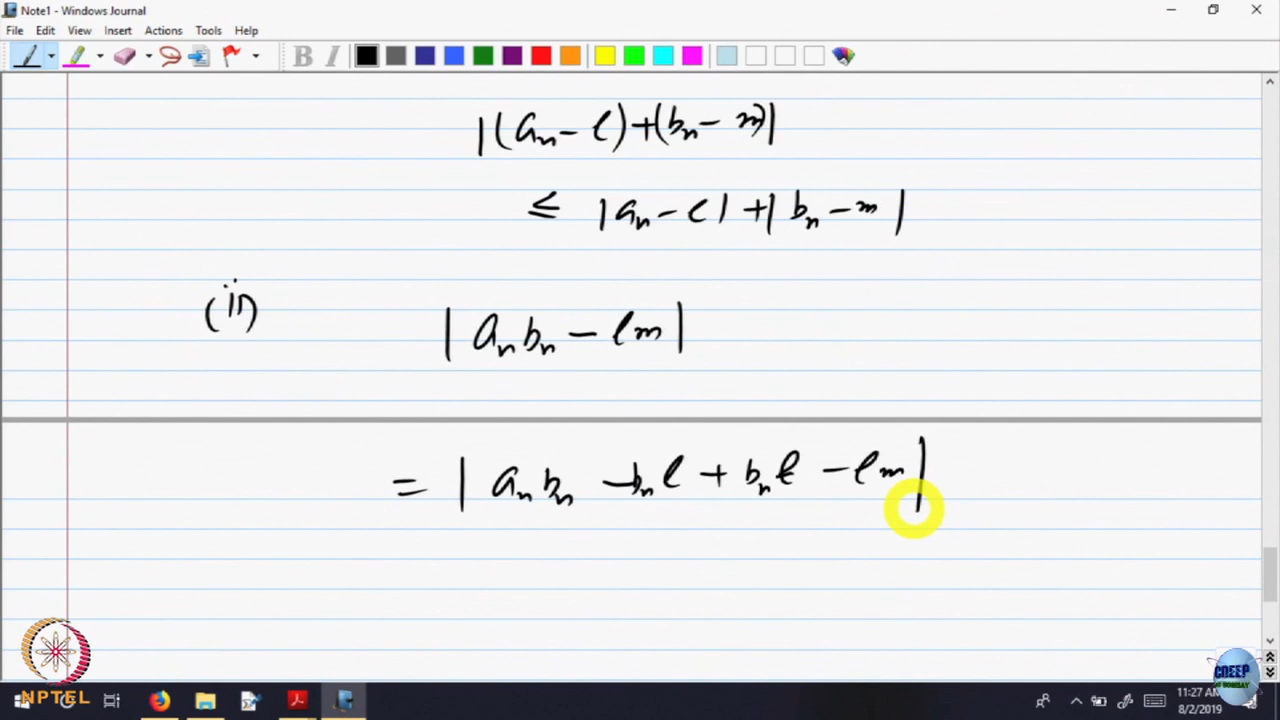 Note1 - Windows Journal
File Edit View Insert Actions Tools Help
B I
|(aₙ - l)+(bₙ - m)|
≤ |aₙ - l| + |bₙ - m|
(ii) |aₙbₙ - lm|
= |aₙbₙ - bₙl + bₙl - lm|
NPTEL
CDEEP
11:27 AM
8/2/2019